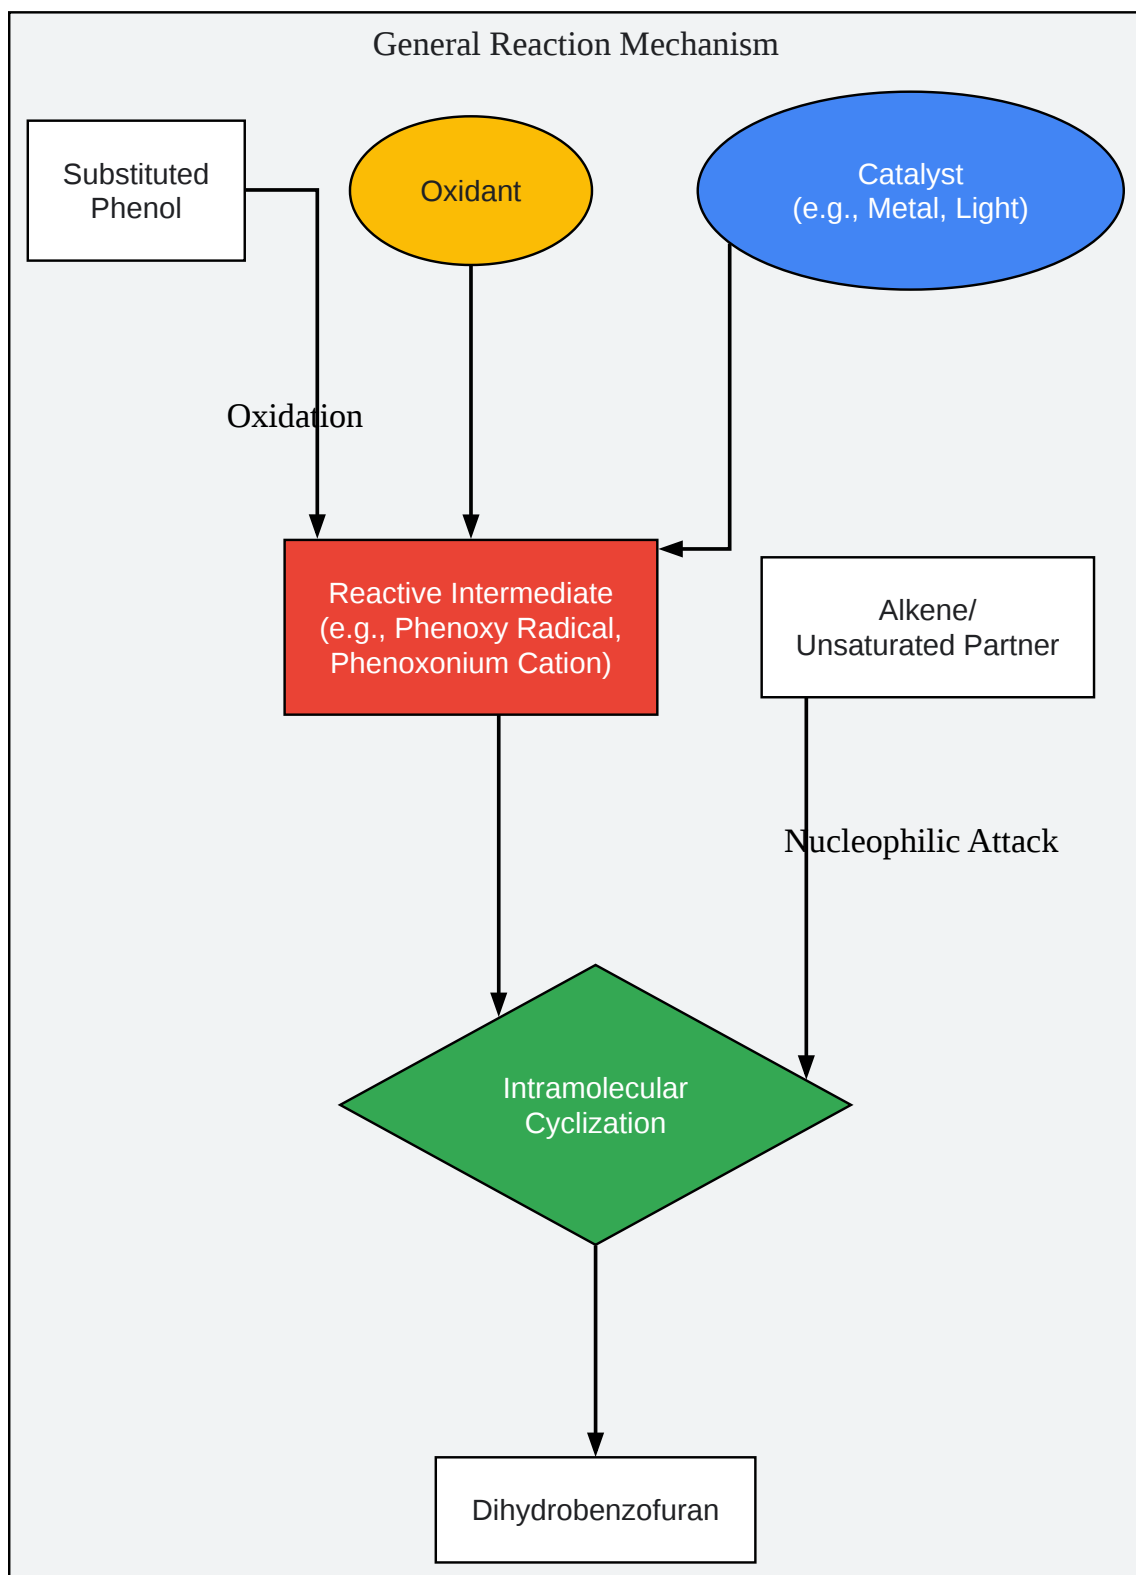 General Reaction Mechanism
Substituted
Phenol
Oxidant
Catalyst
(e.g., Metal, Light)
Oxidation
Reactive Intermediate
(e.g., Phenoxy Radical,
Phenoxonium Cation)
Alkene/
Unsaturated Partner
Nucleophilic Attack
Intramolecular
Cyclization
Dihydrobenzofuran